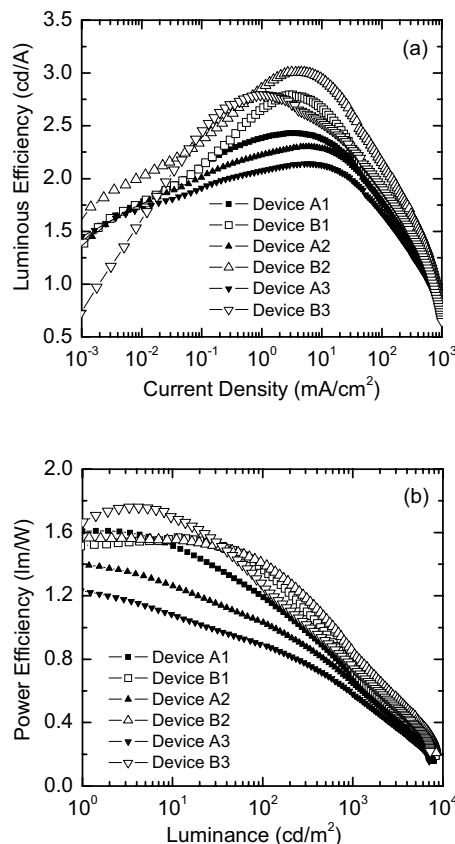 (a)
Luminous Efficiency (cd/A)
3.5
3.0
2.5
2.0
1.5
1.0
0.5
Device A1
Device B1
Device A2
Device B2
Device A3
Device B3
10⁻³ 10⁻² 10⁻¹ 10⁰ 10¹ 10² 10³
Current Density (mA/cm²)
(b)
Power Efficiency (lm/W)
2.0
1.6
1.2
0.8
0.4
0.0
Device A1
Device B1
Device A2
Device B2
Device A3
Device B3
10⁰ 10¹ 10² 10³ 10⁴
Luminance (cd/m²)